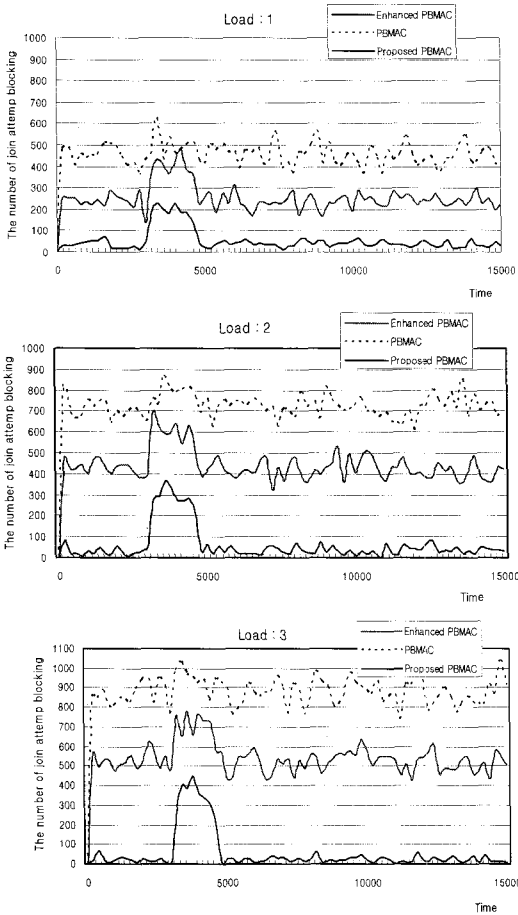 Load : 1
Enhanced PBMAC
PBMAC
Proposed PBMAC
The number of join attemp blocking
1000
900
800
700
600
500
400
300
200
100
0
0 5000 10000 15000
Time
Load : 2
Enhanced PBMAC
PBMAC
Proposed PBMAC
The number of join attemp blocking
1000
900
800
700
600
500
400
300
200
100
0
0 5000 10000 15000
Time
Load : 3
Enhanced PBMAC
PBMAC
Proposed PBMAC
The number of join attemp blocking
1100
1000
900
800
700
600
500
400
300
200
100
0
0 5000 10000 15000
Time